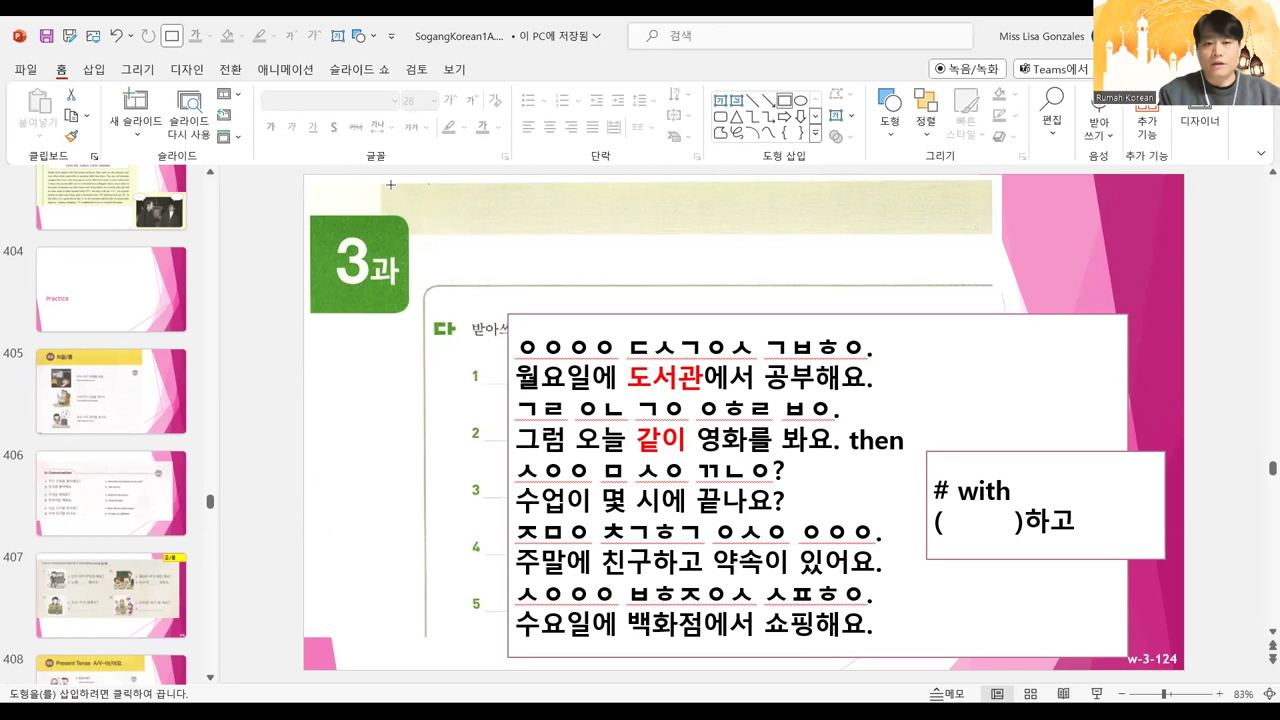 SogangKorean1A.... • 이 PC에 저장됨
검색
Miss Lisa Gonzales
파일 홈 삽입 그리기 디자인 전환 애니메이션 슬라이드 쇼 검토 보기
녹음/녹화
Teams에서
Rumah Korean
붙여넣기
새 슬라이드
슬라이드 다시 사용
28
도형
정렬
빠른 스타일
편집
받아쓰기
추가 기능
디자이너
클립보드
슬라이드
글꼴
단락
도형 삽입
그리기
음성
추가 기능
404
Practice
405
406
407
408
Present Tense A/V-아/어요
3과
다 받아쓰
1
2
3
4
5
ㅇㅇㅇㅇ ㄷㅅㄱㅇㅅ ㄱㅂㅎㅇ.
월요일에 도서관에서 공부해요.
ㄱㄹ ㅇㄴ ㄱㅇ ㅇㅎㄹ ㅂㅇ.
그럼 오늘 같이 영화를 봐요. then
ㅅㅇㅇ ㅁ ㅅㅇ ㄲㄴㅇ?
수업이 몇 시에 끝나요?
ㅈㅁㅇ ㅊㄱㅎㄱ ㅇㅅㅇ ㅇㅇㅇ.
주말에 친구하고 약속이 있어요.
ㅅㅇㅇㅇ ㅂㅎㅈㅇㅅ ㅅㅍㅎㅇ.
수요일에 백화점에서 쇼핑해요.
# with
( )하고
w-3-124
도형을(를) 삽입하려면 클릭하여 끕니다.
메모
83%